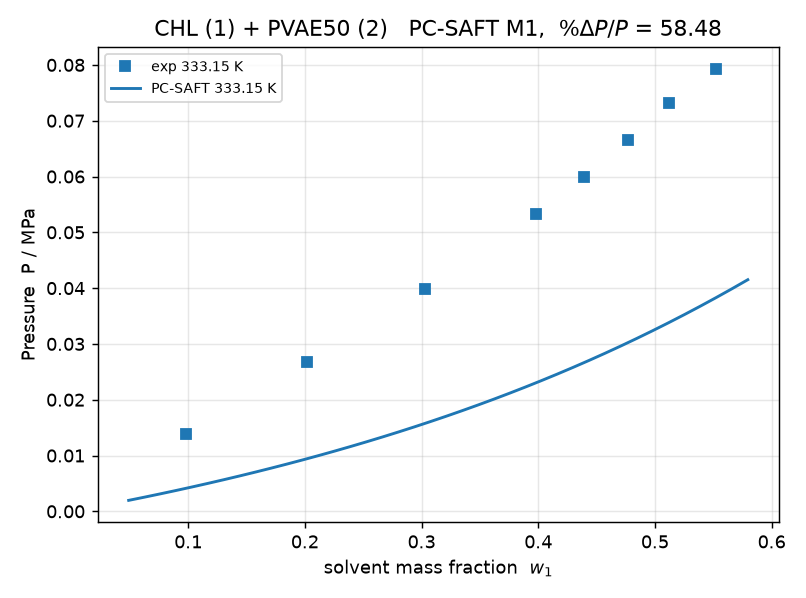 CHL (1) + PVAE50 (2)   PC-SAFT M1,  %ΔP/P = 58.48
exp 333.15 K
PC-SAFT 333.15 K
Pressure  P / MPa
0.08
0.07
0.06
0.05
0.04
0.03
0.02
0.01
0.00
0.1 0.2 0.3 0.4 0.5 0.6
solvent mass fraction  w₁